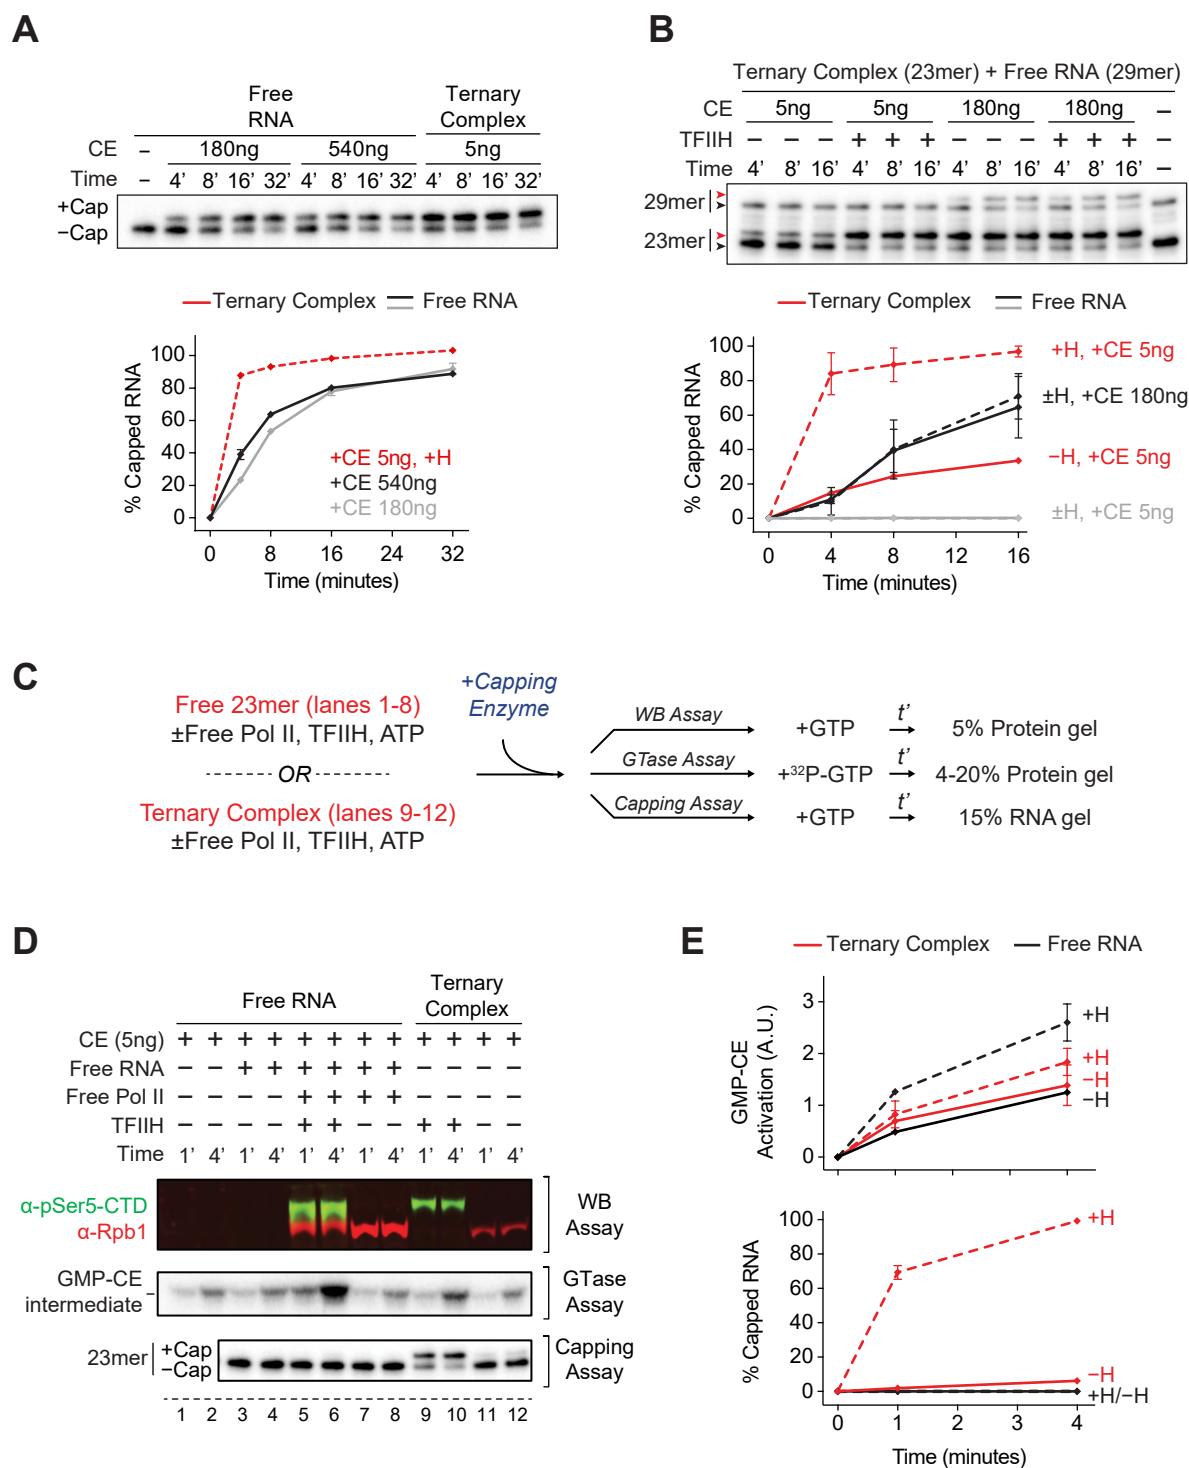 A
Free
RNA
Ternary
Complex
CE – 180ng 540ng 5ng
Time – 4’ 8’ 16’ 32’ 4’ 8’ 16’ 32’ 4’ 8’ 16’ 32’
+Cap
–Cap
Ternary Complex Free RNA
% Capped RNA
100
80
60
40
20
0
+CE 5ng, +H
+CE 540ng
+CE 180ng
0 8 16 24 32
Time (minutes)
B
Ternary Complex (23mer) + Free RNA (29mer)
CE 5ng 5ng 180ng 180ng –
TFIIH – – – + + + – – – + + + –
Time 4’ 8’ 16’ 4’ 8’ 16’ 4’ 8’ 16’ 4’ 8’ 16’ –
29mer
23mer
Ternary Complex Free RNA
% Capped RNA
100
80
60
40
20
0
+H, +CE 5ng
±H, +CE 180ng
–H, +CE 5ng
±H, +CE 5ng
0 4 8 12 16
Time (minutes)
C
Free 23mer (lanes 1-8)
±Free Pol II, TFIIH, ATP
OR
Ternary Complex (lanes 9-12)
±Free Pol II, TFIIH, ATP
+Capping
Enzyme
WB Assay +GTP t’ 5% Protein gel
GTase Assay +³²P-GTP t’ 4-20% Protein gel
Capping Assay +GTP t’ 15% RNA gel
D
Free RNA
Ternary
Complex
CE (5ng) + + + + + + + + + + + +
Free RNA – – + + + + + + – – – –
Free Pol II – – – – + + + + – – – –
TFIIH – – – – + + – – + + – –
Time 1’ 4’ 1’ 4’ 1’ 4’ 1’ 4’ 1’ 4’ 1’ 4’
α-pSer5-CTD
α-Rpb1
WB
Assay
GMP-CE
intermediate
GTase
Assay
23mer
+Cap
–Cap
Capping
Assay
1 2 3 4 5 6 7 8 9 10 11 12
E
Ternary Complex Free RNA
GMP-CE
Activation (A.U.)
3
2
1
0
+H
+H
–H
–H
% Capped RNA
100
80
60
40
20
0
+H
–H
+H/–H
0 1 2 3 4
Time (minutes)